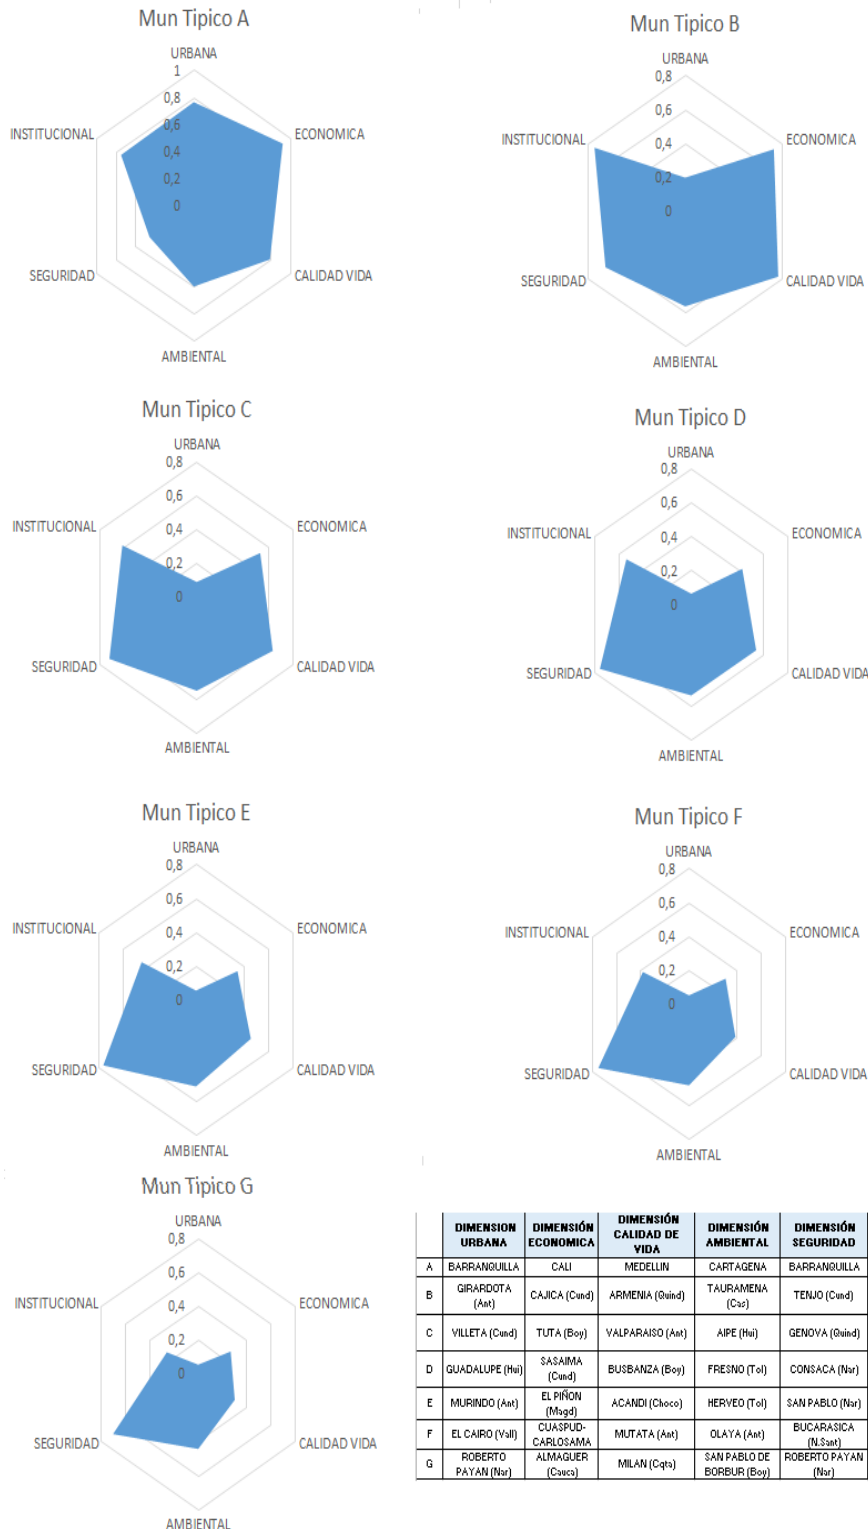 Mun Tipico A
URBANA
1
0,8
0,6
0,4
0,2
0
INSTITUCIONAL
ECONOMICA
SEGURIDAD
CALIDAD VIDA
AMBIENTAL
Mun Tipico B
URBANA
0,8
0,6
0,4
0,2
0
INSTITUCIONAL
ECONOMICA
SEGURIDAD
CALIDAD VIDA
AMBIENTAL
Mun Tipico C
URBANA
0,8
0,6
0,4
0,2
0
INSTITUCIONAL
ECONOMICA
SEGURIDAD
CALIDAD VIDA
AMBIENTAL
Mun Tipico D
URBANA
0,8
0,6
0,4
0,2
0
INSTITUCIONAL
ECONOMICA
SEGURIDAD
CALIDAD VIDA
AMBIENTAL
Mun Tipico E
URBANA
0,8
0,6
0,4
0,2
0
INSTITUCIONAL
ECONOMICA
SEGURIDAD
CALIDAD VIDA
AMBIENTAL
Mun Tipico F
URBANA
0,8
0,6
0,4
0,2
0
INSTITUCIONAL
ECONOMICA
SEGURIDAD
CALIDAD VIDA
AMBIENTAL
Mun Tipico G
URBANA
0,8
0,6
0,4
0,2
0
INSTITUCIONAL
ECONOMICA
SEGURIDAD
CALIDAD VIDA
AMBIENTAL
DIMENSION URBANA DIMENSIÓN ECONOMICA DIMENSIÓN CALIDAD DE VIDA DIMENSIÓN AMBIENTAL DIMENSIÓN SEGURIDAD
A BARRANQUILLA CALI MEDELLIN CARTAGENA BARRANQUILLA
B GIRARDOTA (Ant) CAJICA (Cund) ARMENIA (Quind) TAURAMENA (Cas) TENJO (Cund)
C VILLETA (Cund) TUTA (Boy) VALPARAISO (Ant) AIPE (Hui) GENOVA (Quind)
D GUADALUPE (Hui) SASAIMA (Cund) BUSBANZA (Boy) FRESNO (Tol) CONSACA (Nar)
E MURINDO (Ant) EL PIÑON (Magd) ACANDI (Choco) HERVEO (Tol) SAN PABLO (Nar)
F EL CAIRO (Vall) CUASPUD-CARLOSAMA MUTATA (Ant) OLAYA (Ant) BUCARASICA (N.Sant)
G ROBERTO PAYAN (Nar) ALMAGUER (Cauca) MILAN (Cqta) SAN PABLO DE BORBUR (Boy) ROBERTO PAYAN (Nar)